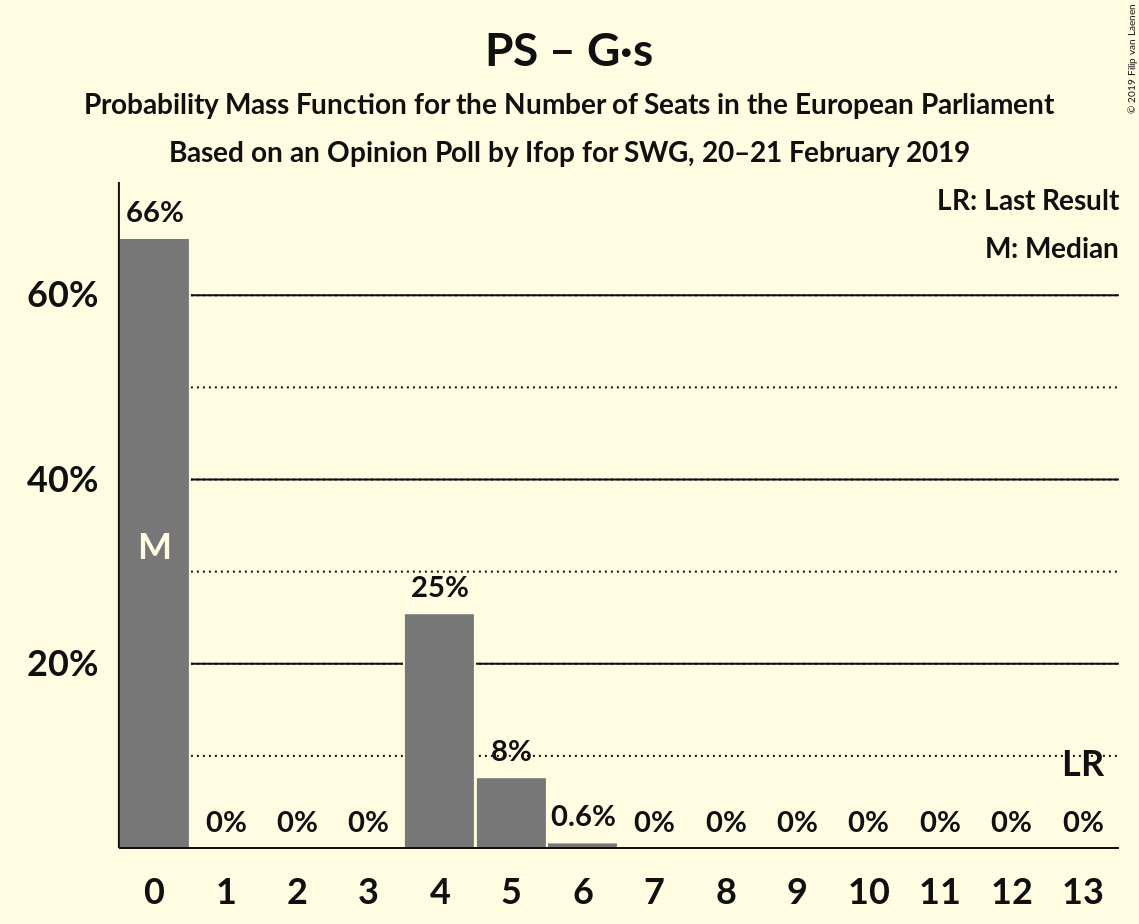 PS – G·s
Probability Mass Function for the Number of Seats in the European Parliament
Based on an Opinion Poll by Ifop for SWG, 20–21 February 2019
© 2019 Filip van Laenen
LR: Last Result
M: Median
60%
40%
20%
66%
M
0%
0%
0%
25%
8%
0.6%
0%
0%
0%
0%
0%
0%
LR
0%
0 1 2 3 4 5 6 7 8 9 10 11 12 13